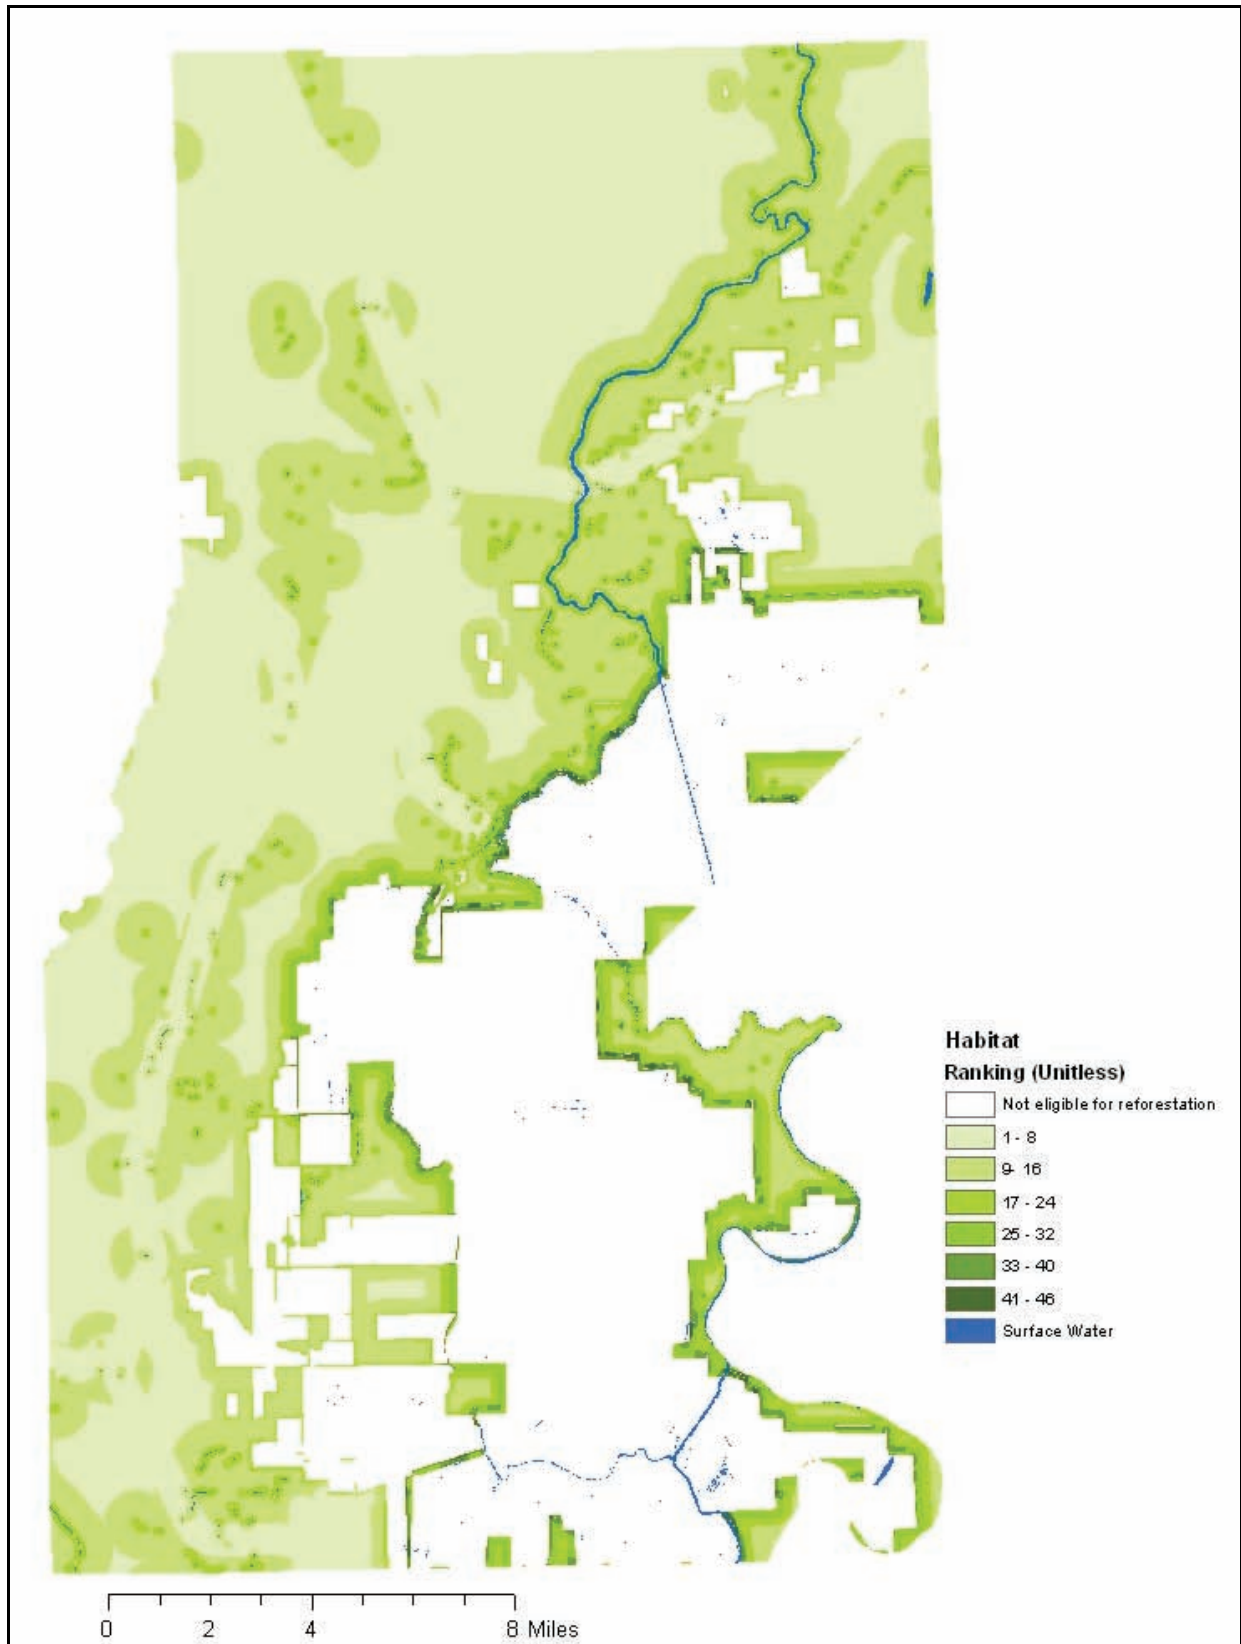 Habitat
Ranking (Unitless)
Not eligible for reforestation
1 - 8
9- 16
17 - 24
25 - 32
33 - 40
41 - 46
Surface Water
0 2 4 8 Miles